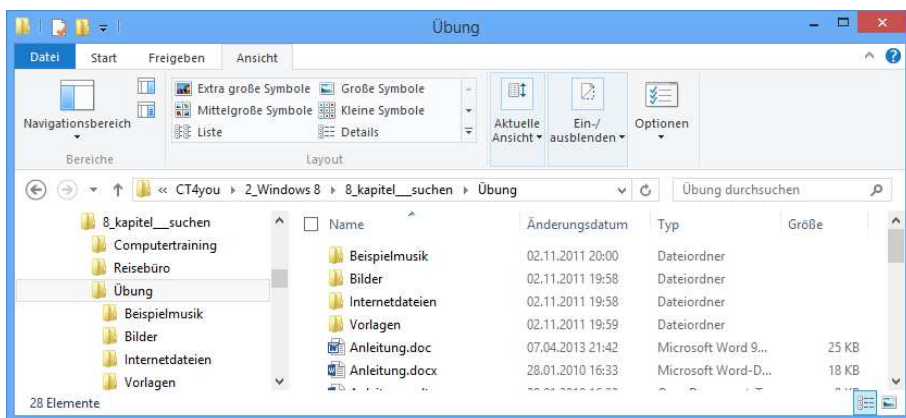 Übung
Datei Start Freigeben Ansicht
Extra große Symbole Große Symbole
Mittelgroße Symbole Kleine Symbole
Liste Details
Navigationsbereich
Aktuelle Ansicht
Ein-/ausblenden
Optionen
Bereiche Layout
« CT4you 2_Windows 8 8_kapitel__suchen Übung Übung durchsuchen
8_kapitel__suchen
Computertraining
Reisebüro
Übung
Beispielmusik
Bilder
Internetdateien
Vorlagen
Name Änderungsdatum Typ Größe
Beispielmusik 02.11.2011 20:00 Dateiordner
Bilder 02.11.2011 19:58 Dateiordner
Internetdateien 02.11.2011 19:58 Dateiordner
Vorlagen 02.11.2011 19:59 Dateiordner
Anleitung.doc 07.04.2013 21:42 Microsoft Word 9... 25 KB
Anleitung.docx 28.01.2010 16:33 Microsoft Word-D... 18 KB
28 Elemente